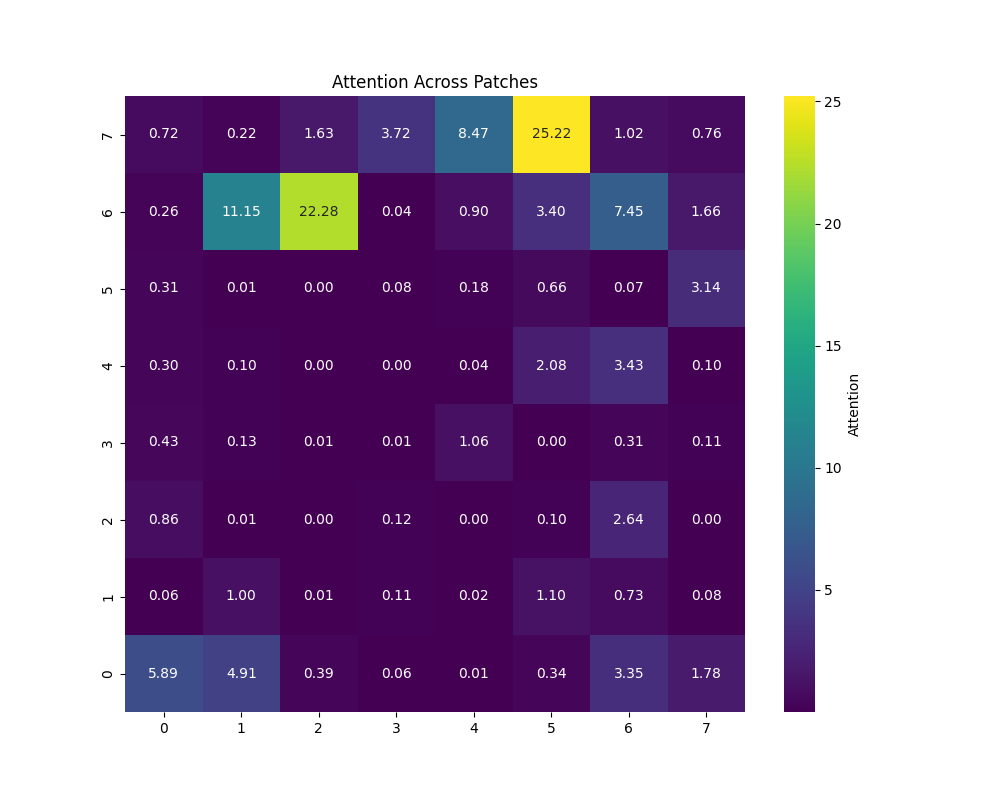 Attention Across Patches
7 0.72 0.22 1.63 3.72 8.47 25.22 1.02 0.76
6 0.26 11.15 22.28 0.04 0.90 3.40 7.45 1.66
5 0.31 0.01 0.00 0.08 0.18 0.66 0.07 3.14
4 0.30 0.10 0.00 0.00 0.04 2.08 3.43 0.10
3 0.43 0.13 0.01 0.01 1.06 0.00 0.31 0.11
2 0.86 0.01 0.00 0.12 0.00 0.10 2.64 0.00
1 0.06 1.00 0.01 0.11 0.02 1.10 0.73 0.08
0 5.89 4.91 0.39 0.06 0.01 0.34 3.35 1.78
0 1 2 3 4 5 6 7
25
20
15
10
5
Attention